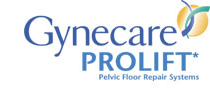 Gynecare
PROLIFT*
Pelvic Floor Repair Systems